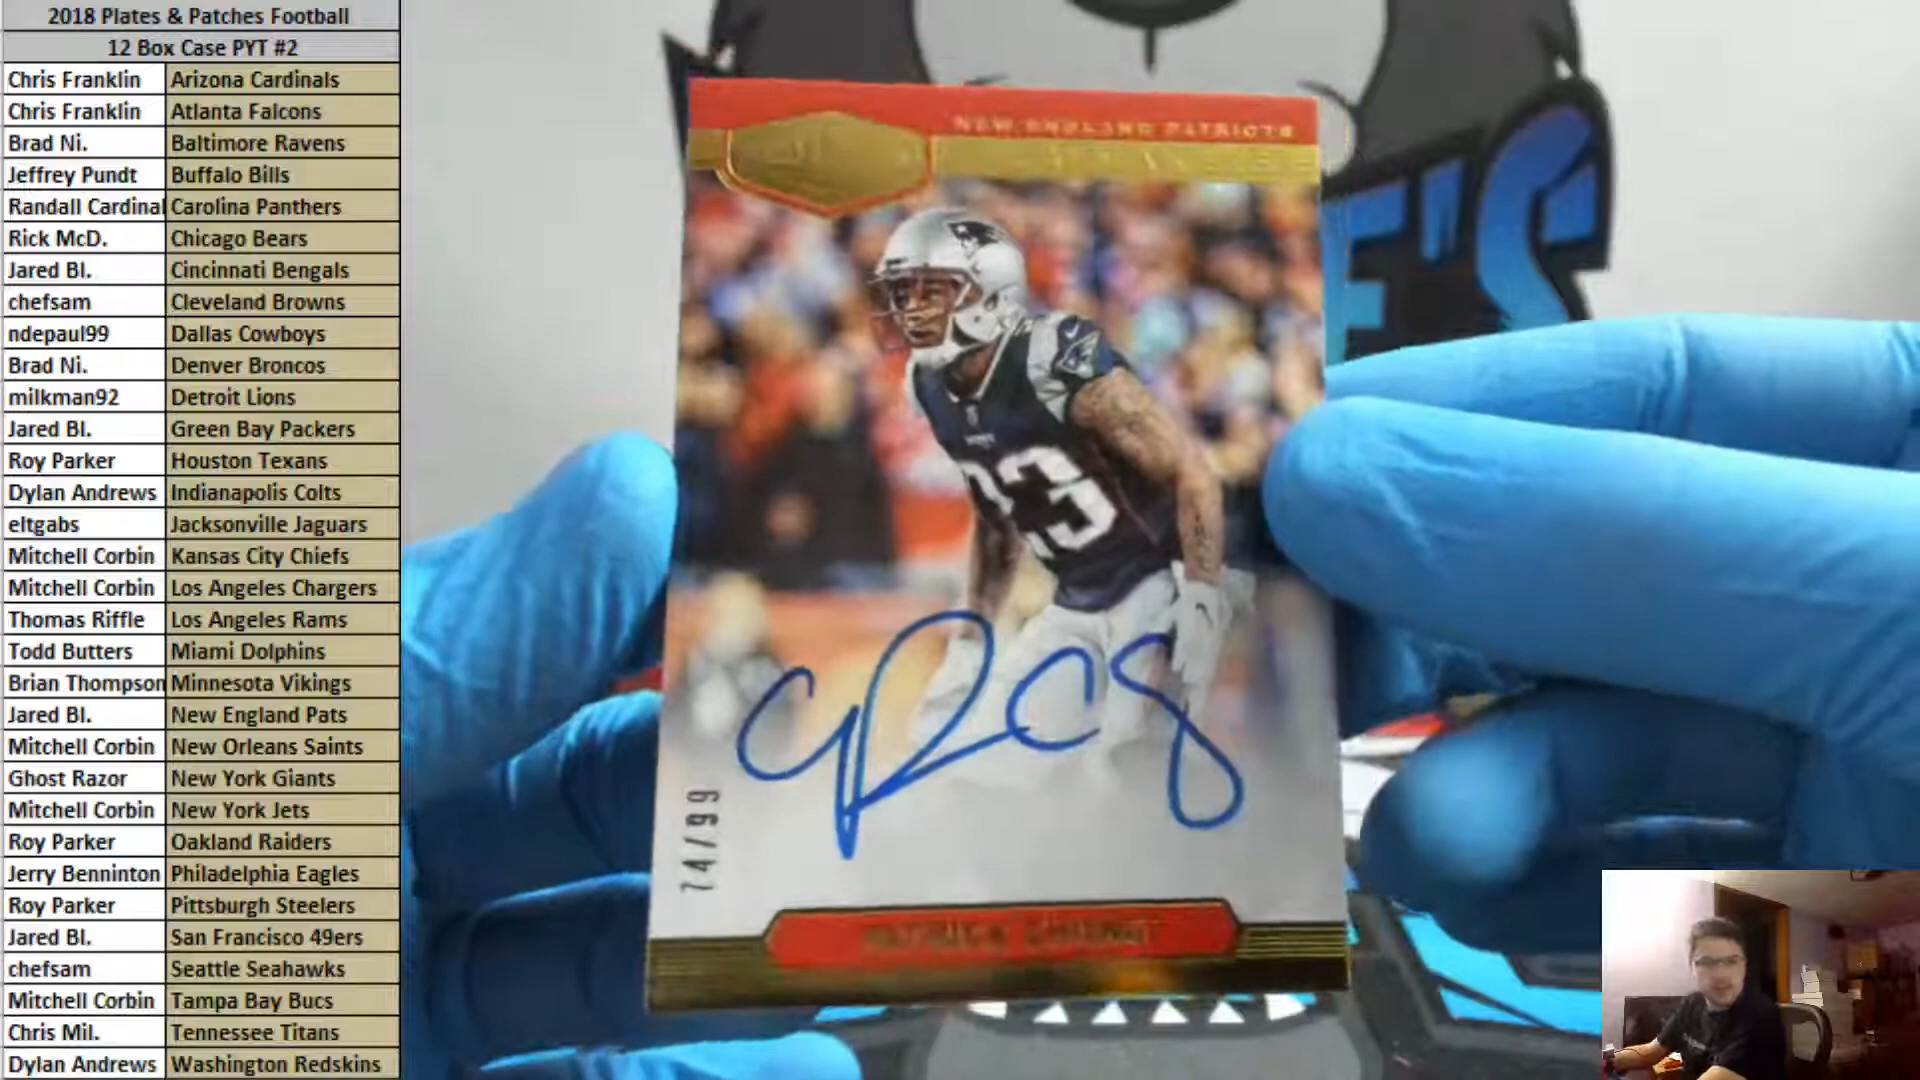 2018 Plates & Patches Football
12 Box Case PYT #2
Chris Franklin Arizona Cardinals
Chris Franklin Atlanta Falcons
Brad Ni. Baltimore Ravens
Jeffrey Pundt Buffalo Bills
Randall Cardinal Carolina Panthers
Rick McD. Chicago Bears
Jared Bl. Cincinnati Bengals
chefsam Cleveland Browns
ndepaul99 Dallas Cowboys
Brad Ni. Denver Broncos
milkman92 Detroit Lions
Jared Bl. Green Bay Packers
Roy Parker Houston Texans
Dylan Andrews Indianapolis Colts
eltgabs Jacksonville Jaguars
Mitchell Corbin Kansas City Chiefs
Mitchell Corbin Los Angeles Chargers
Thomas Riffle Los Angeles Rams
Todd Butters Miami Dolphins
Brian Thompson Minnesota Vikings
Jared Bl. New England Pats
Mitchell Corbin New Orleans Saints
Ghost Razor New York Giants
Mitchell Corbin New York Jets
Roy Parker Oakland Raiders
Jerry Benninton Philadelphia Eagles
Roy Parker Pittsburgh Steelers
Jared Bl. San Francisco 49ers
chefsam Seattle Seahawks
Mitchell Corbin Tampa Bay Bucs
Chris Mil. Tennessee Titans
Dylan Andrews Washington Redskins
NEW ENGLAND PATRIOTS
23
74/99
PATRICK CHUNG
E'S